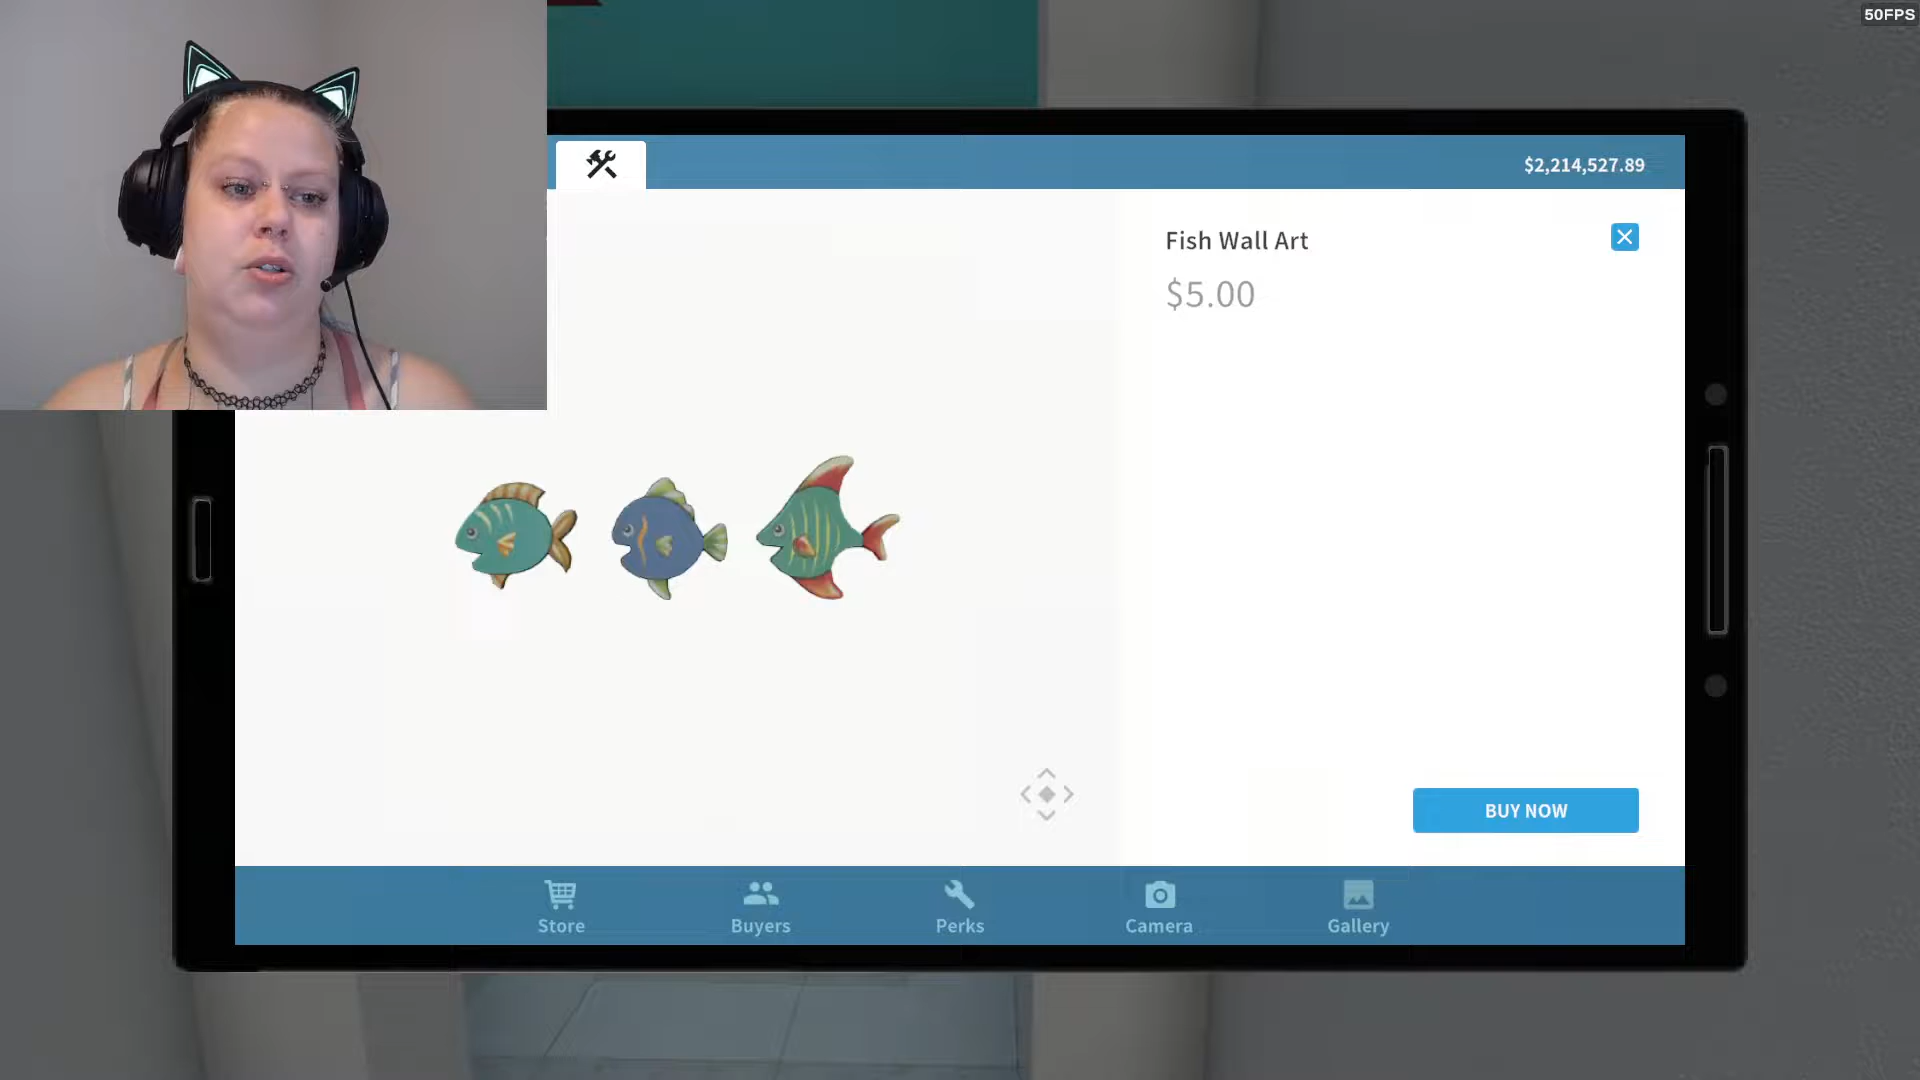 50FPS
$2,214,527.89
Fish Wall Art
$5.00
BUY NOW
Store
Buyers
Perks
Camera
Gallery